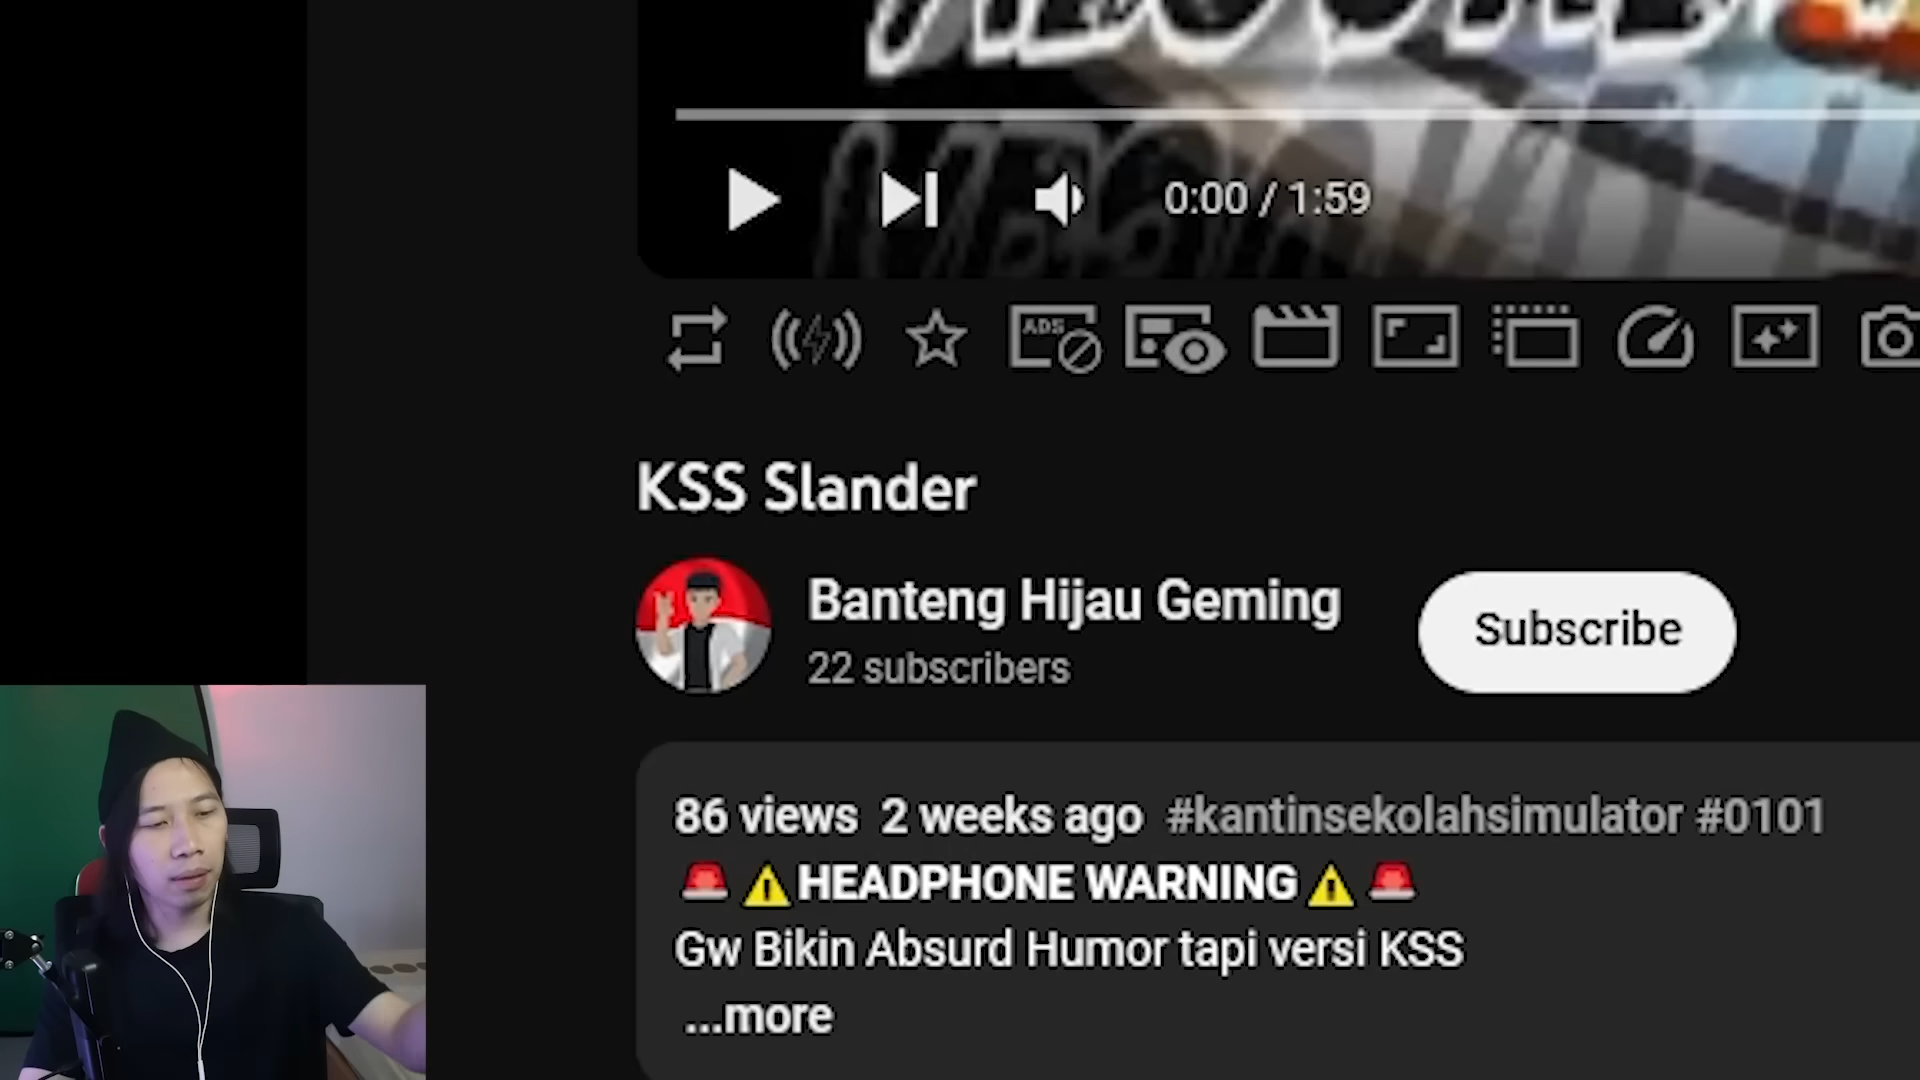 0:00 / 1:59
ADS
KSS Slander
Banteng Hijau Geming
22 subscribers
Subscribe
86 views 2 weeks ago #kantinsekolahsimulator #0101
🚨 ⚠️HEADPHONE WARNING⚠️ 🚨
Gw Bikin Absurd Humor tapi versi KSS
...more